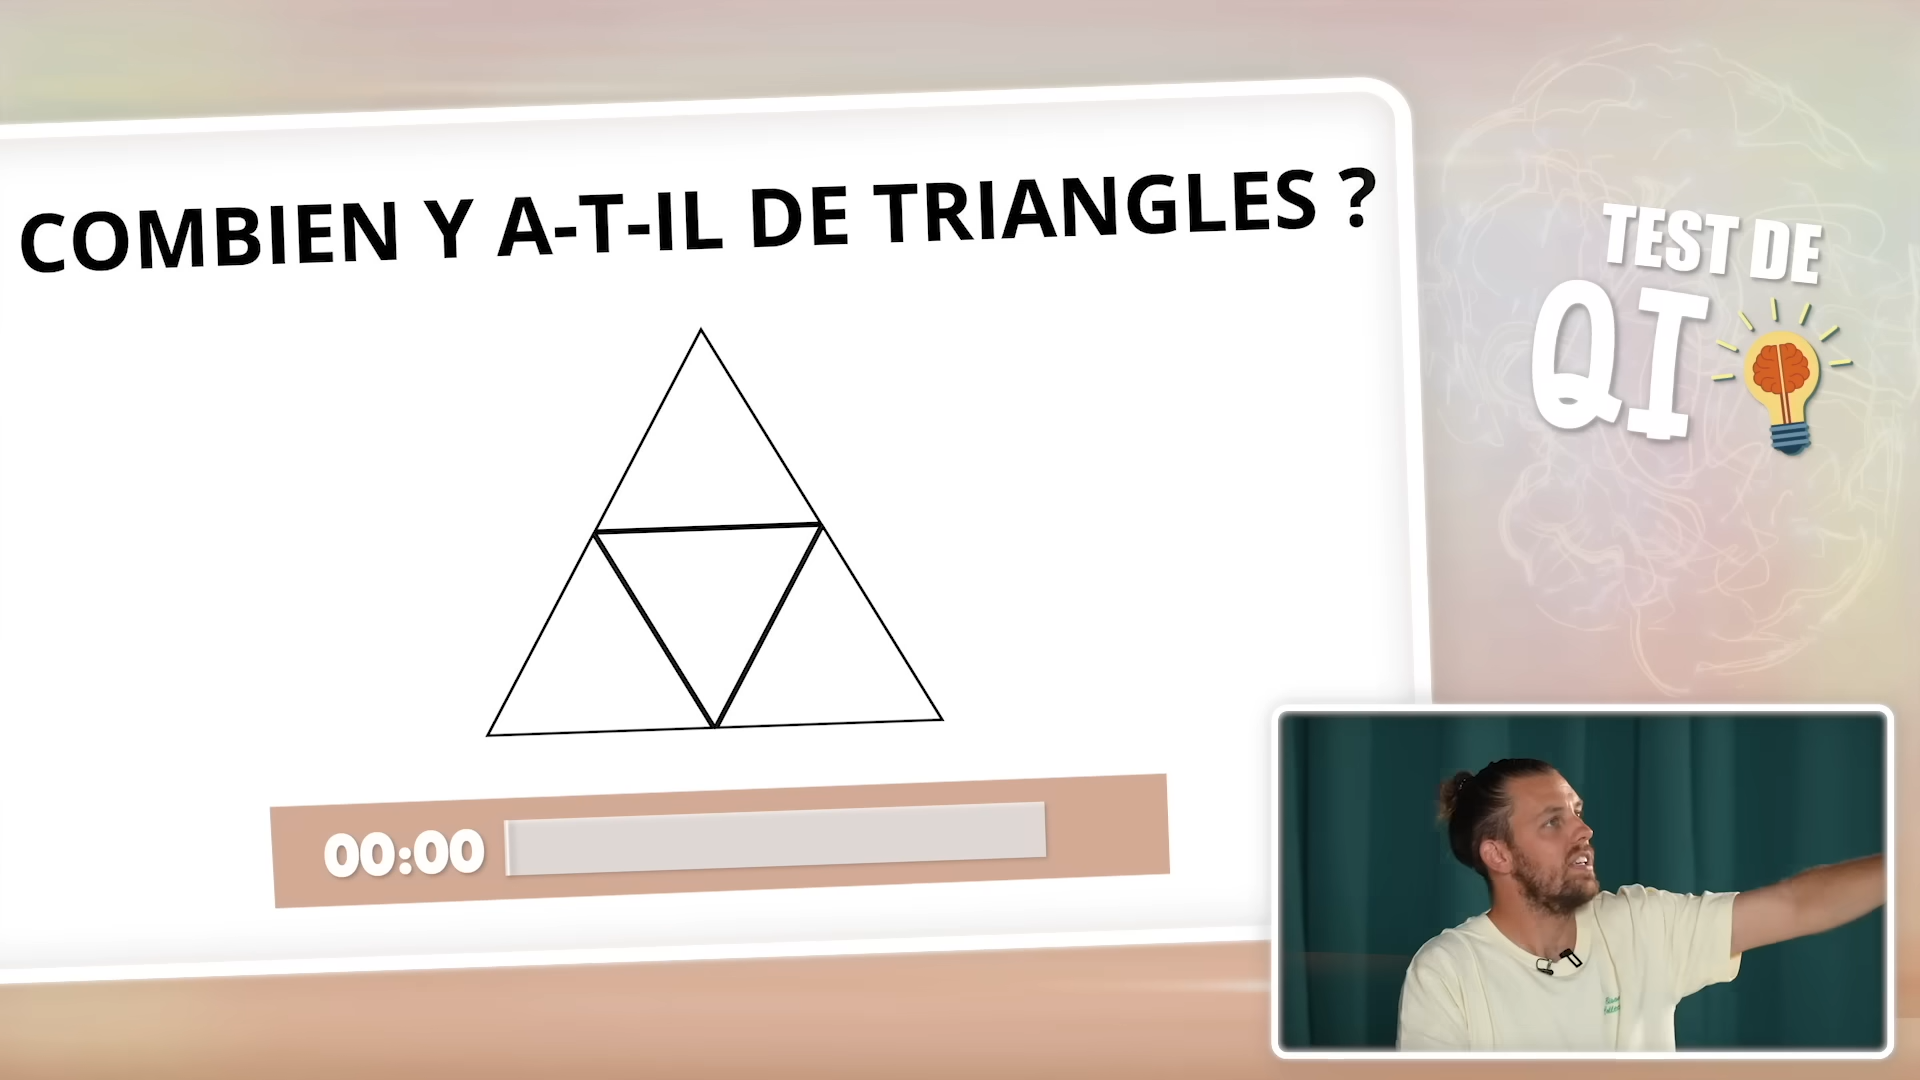 COMBIEN Y A-T-IL DE TRIANGLES ?
TEST DE
QI
00:00